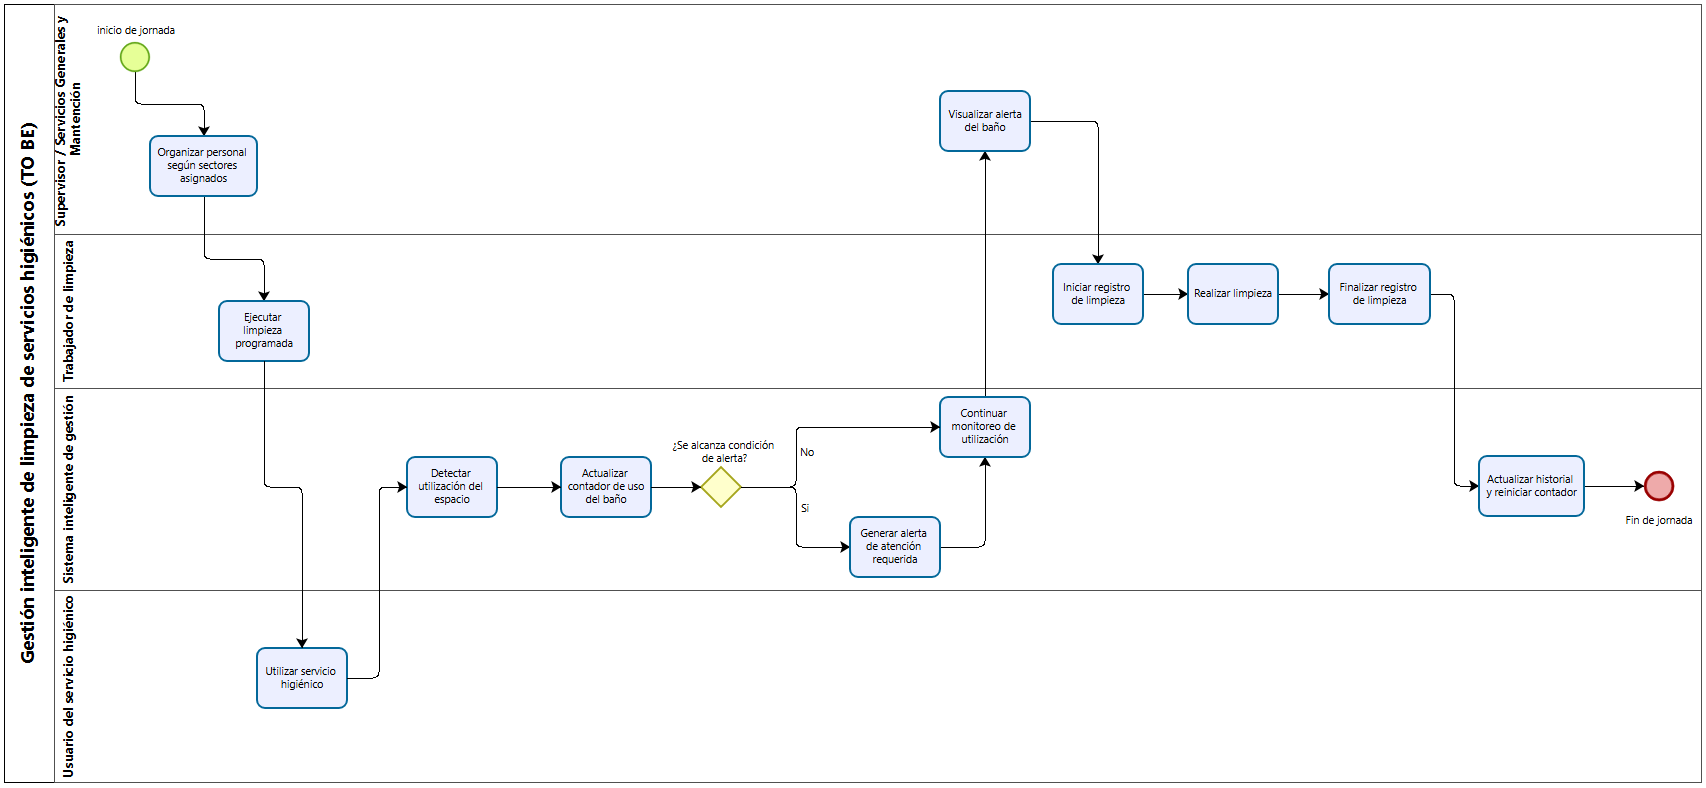 Gestión inteligente de limpieza de servicios higiénicos (TO BE)
Supervisor / Servicios Generales y
Mantención
inicio de jornada
Organizar personal
según sectores
asignados
Visualizar alerta
del baño
Trabajador de limpieza
Ejecutar
limpieza
programada
Iniciar registro
de limpieza
Realizar limpieza
Finalizar registro
de limpieza
Sistema inteligente de gestión
Detectar
utilización del
espacio
Actualizar
contador de uso
del baño
¿Se alcanza condición
de alerta?
No
Si
Continuar
monitoreo de
utilización
Generar alerta
de atención
requerida
Actualizar historial
y reiniciar contador
Fin de jornada
Usuario del servicio higiénico
Utilizar servicio
higiénico